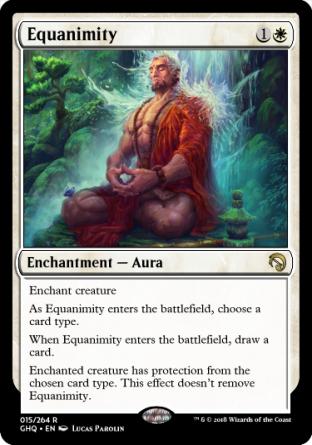 Equanimity 1
Enchantment — Aura
Enchant creature
As Equanimity enters the battlefield, choose a
card type.
When Equanimity enters the battlefield, draw a
card.
Enchanted creature has protection from the
chosen card type. This effect doesn't remove
Equanimity.
015/264 R
GHQ • EN Lucas Parolin
™ & © 2018 Wizards of the Coast